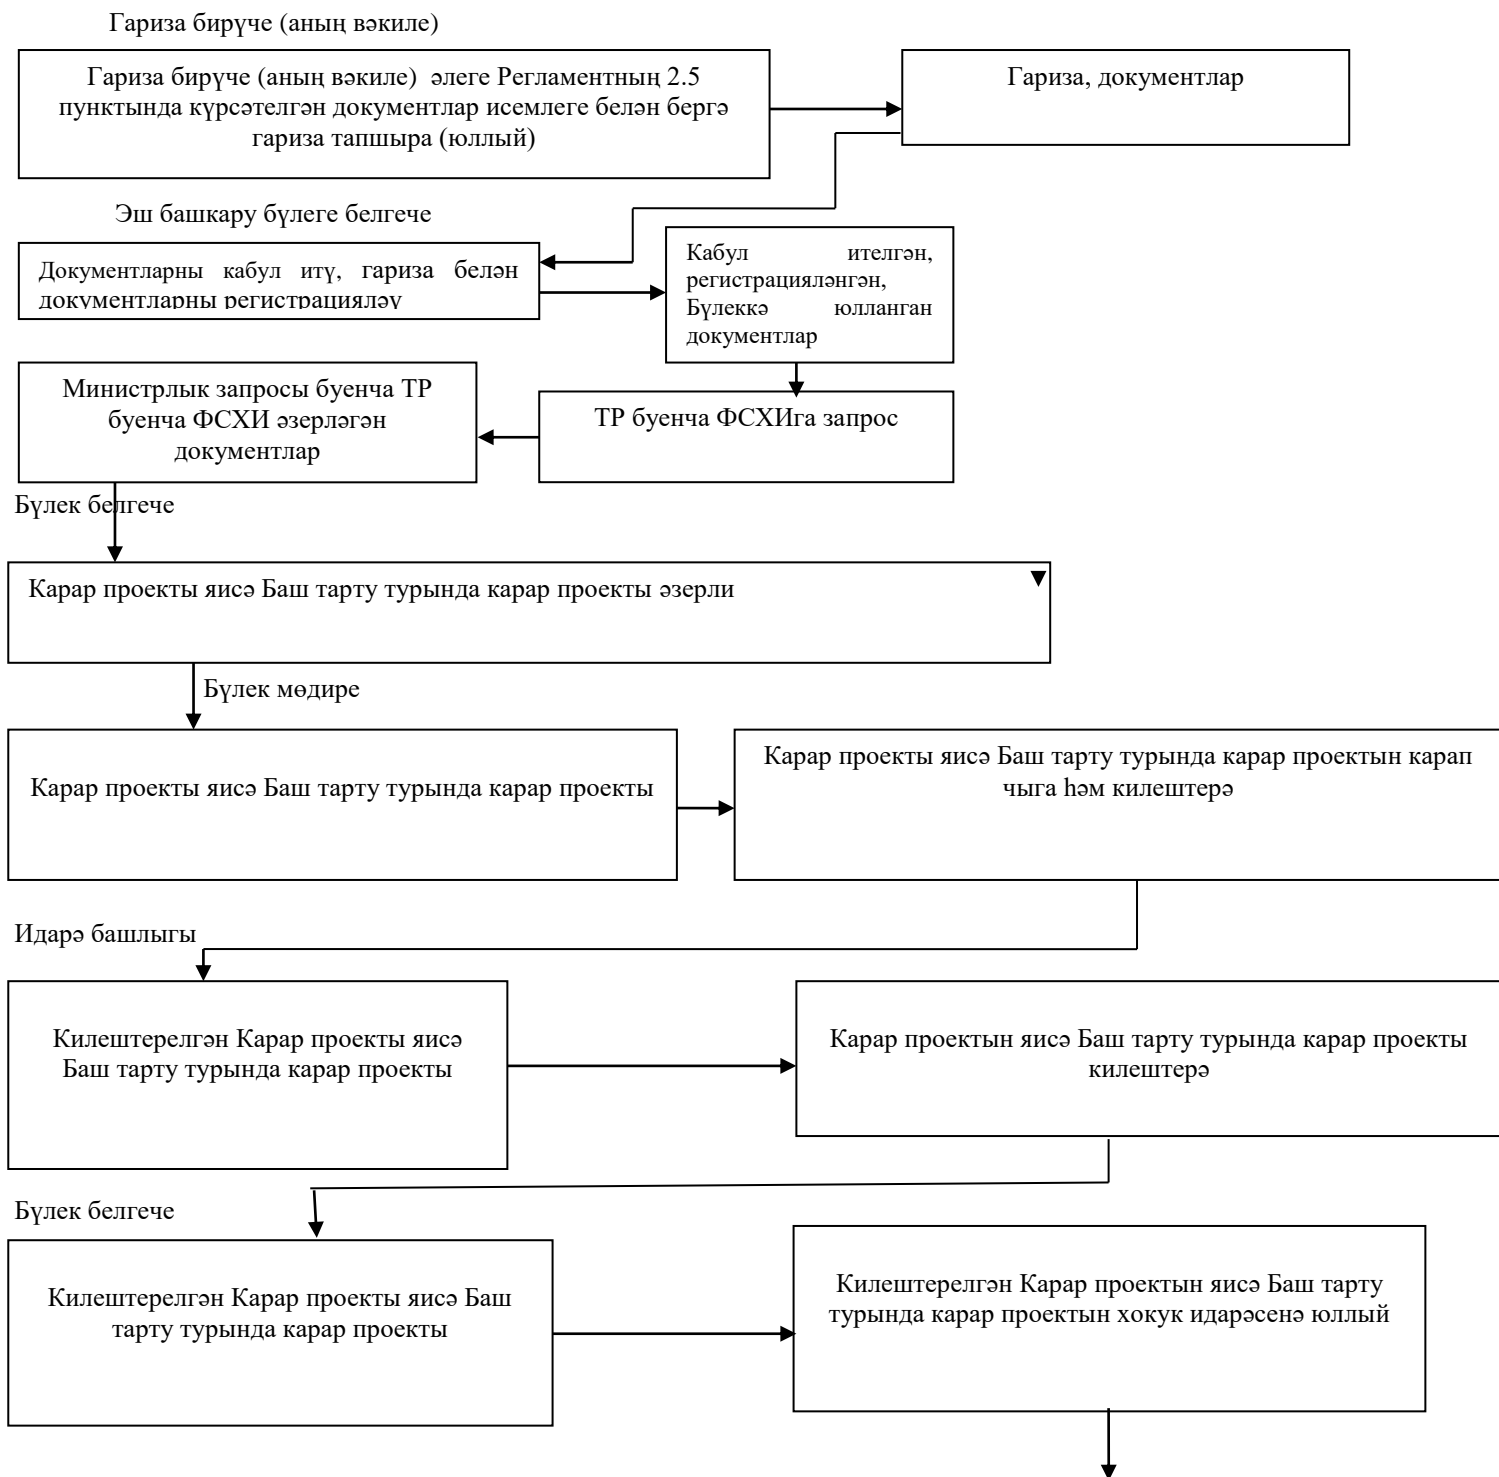 Гариза бирүче (аның вәкиле)
Гариза бирүче (аның вәкиле) әлеге Регламентның 2.5
пунктында күрсәтелгән документлар исемлеге белән бергә
гариза тапшыра (юллый)
Гариза, документлар
Эш башкару бүлеге белгече
Документларны кабул итү, гариза белән
документларны регистрацияләү
Кабул ителгән,
регистрацияләнгән,
Бүлеккә юлланган
документлар
Министрлык запросы буенча ТР
буенча ФСХИ әзерләгән
документлар
ТР буенча ФСХИга запрос
Бүлек белгече
Карар проекты яисә Баш тарту турында карар проекты әзерли
Бүлек мөдире
Карар проекты яисә Баш тарту турында карар проекты
Карар проекты яисә Баш тарту турында карар проектын карап
чыга һәм килештерә
Идарә башлыгы
Килештерелгән Карар проекты яисә
Баш тарту турында карар проекты
Карар проектын яисә Баш тарту турында карар проекты
килештерә
Бүлек белгече
Килештерелгән Карар проекты яисә Баш
тарту турында карар проекты
Килештерелгән Карар проектын яисә Баш тарту
турында карар проектын хокук идарәсенә юллый